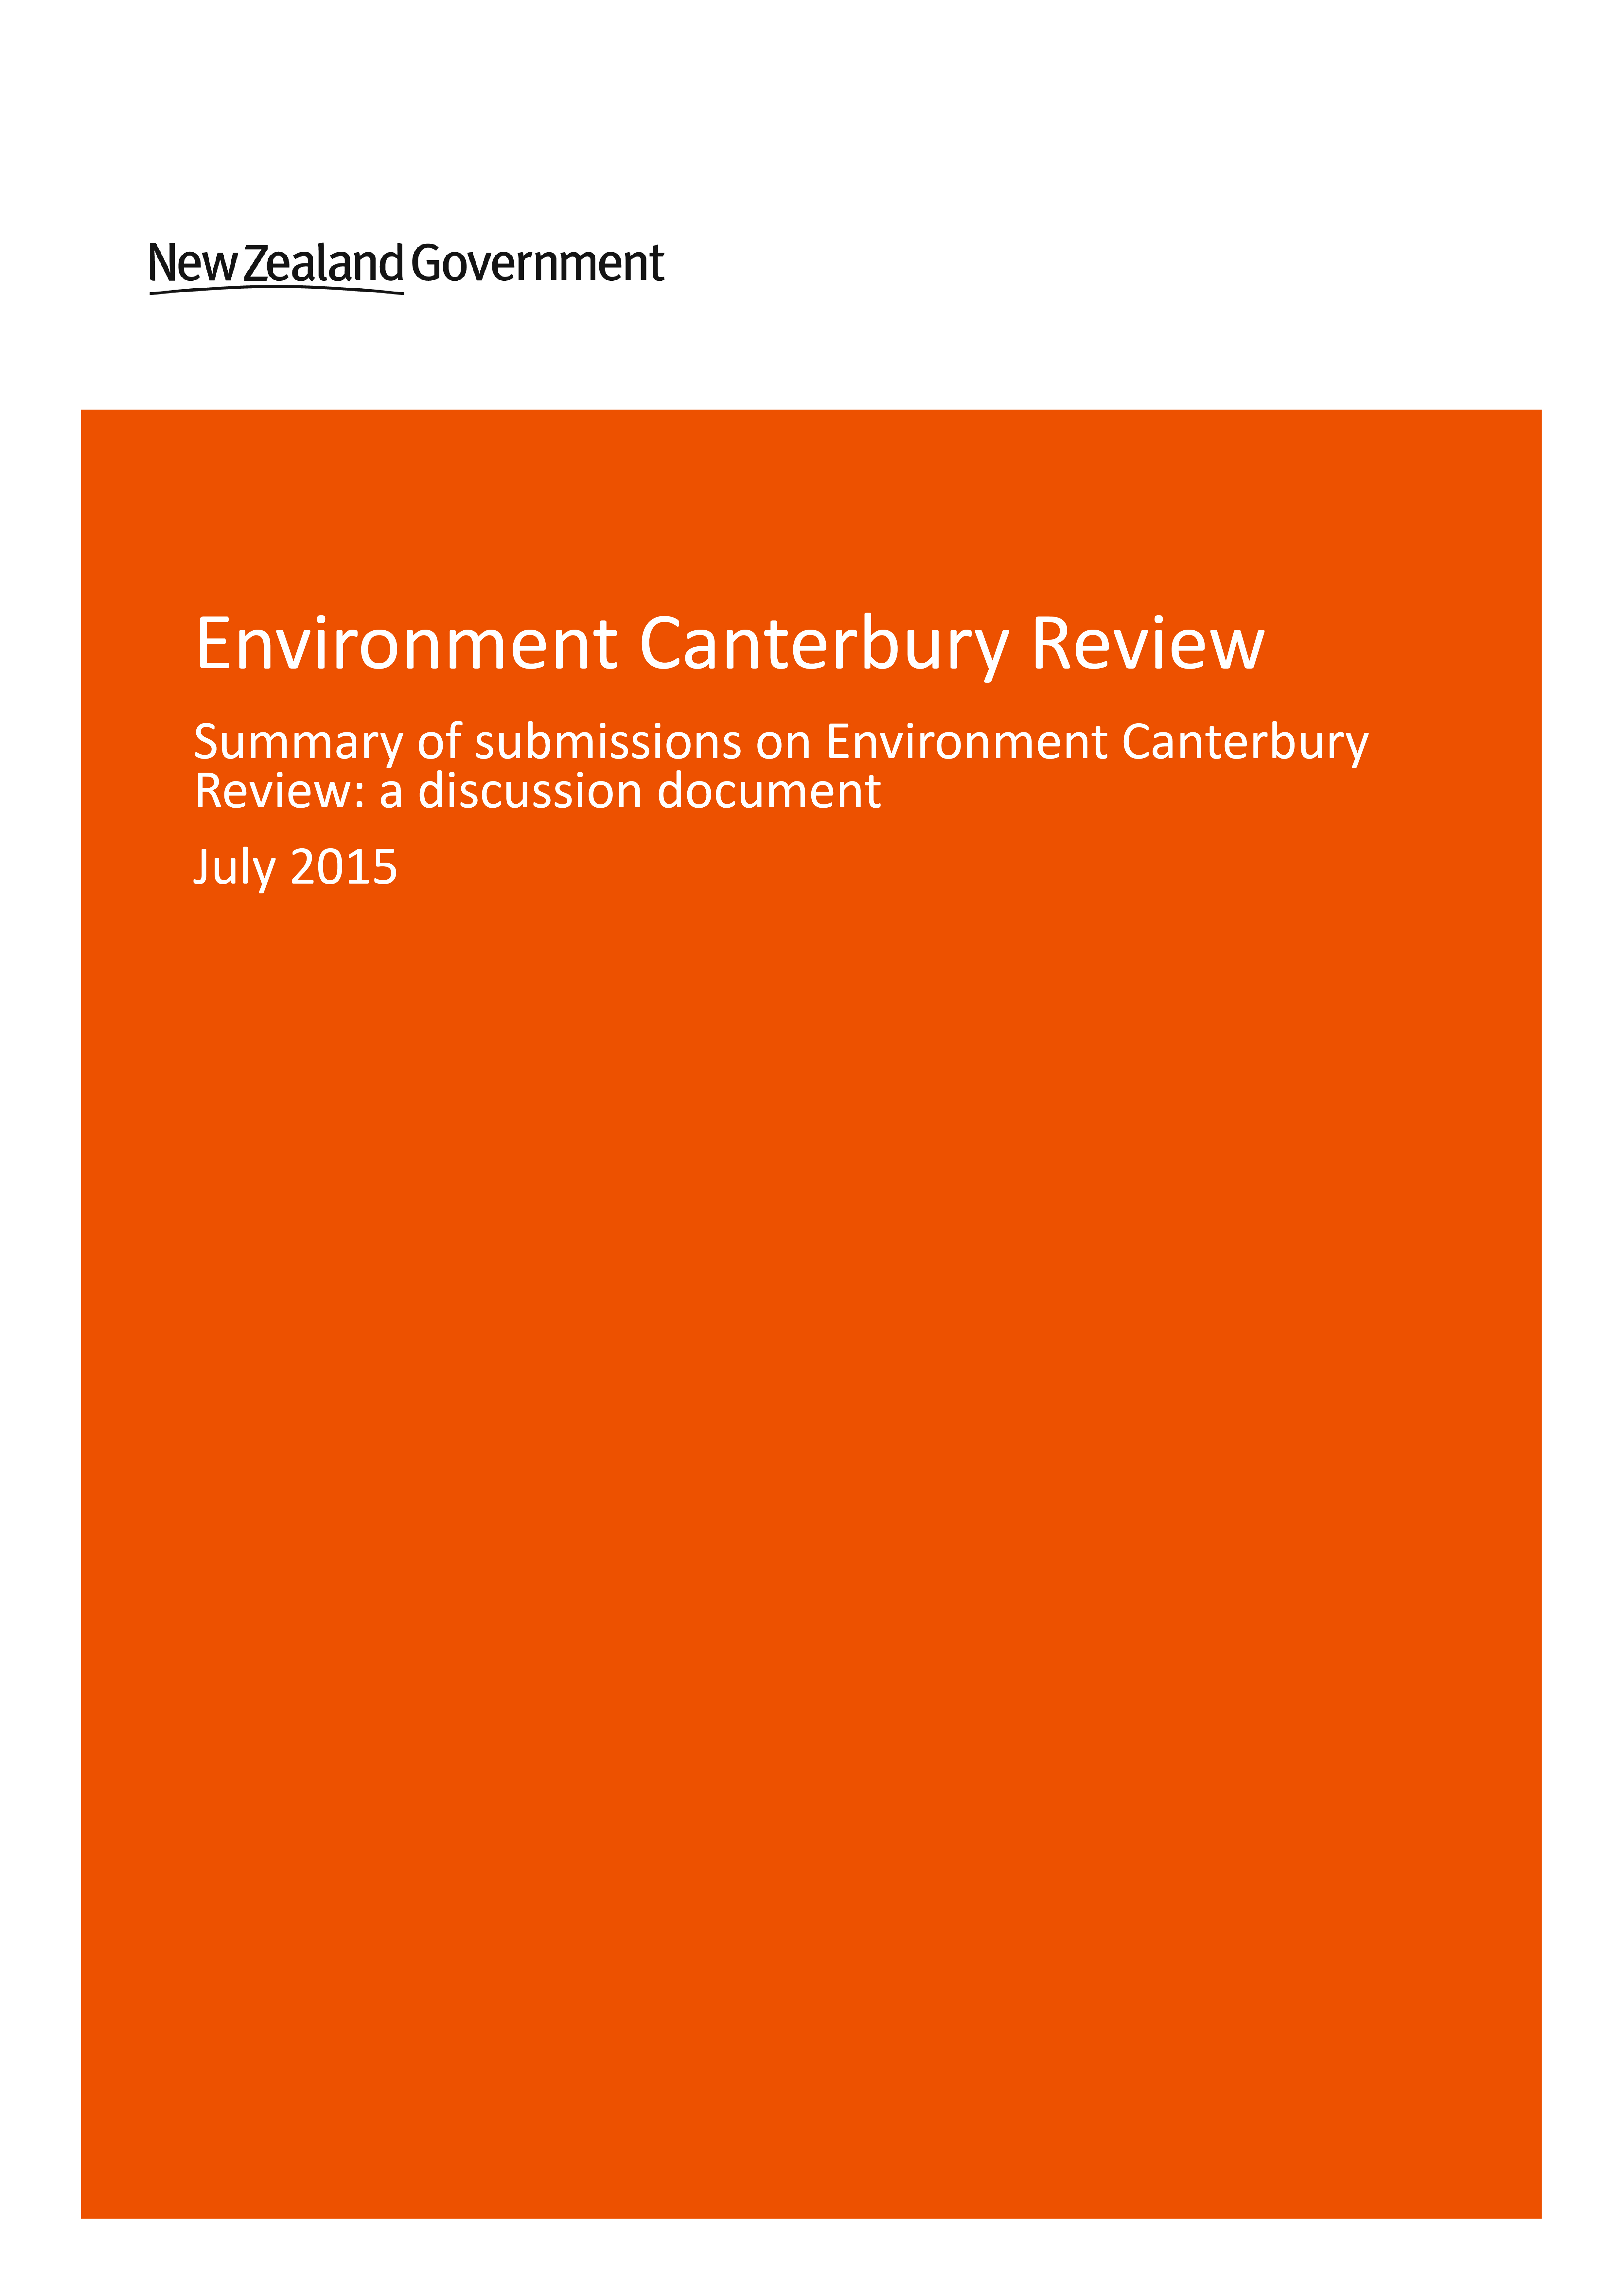 New Zealand Government
Environment Canterbury Review
Summary of submissions on Environment Canterbury
Review: a discussion document
July 2015